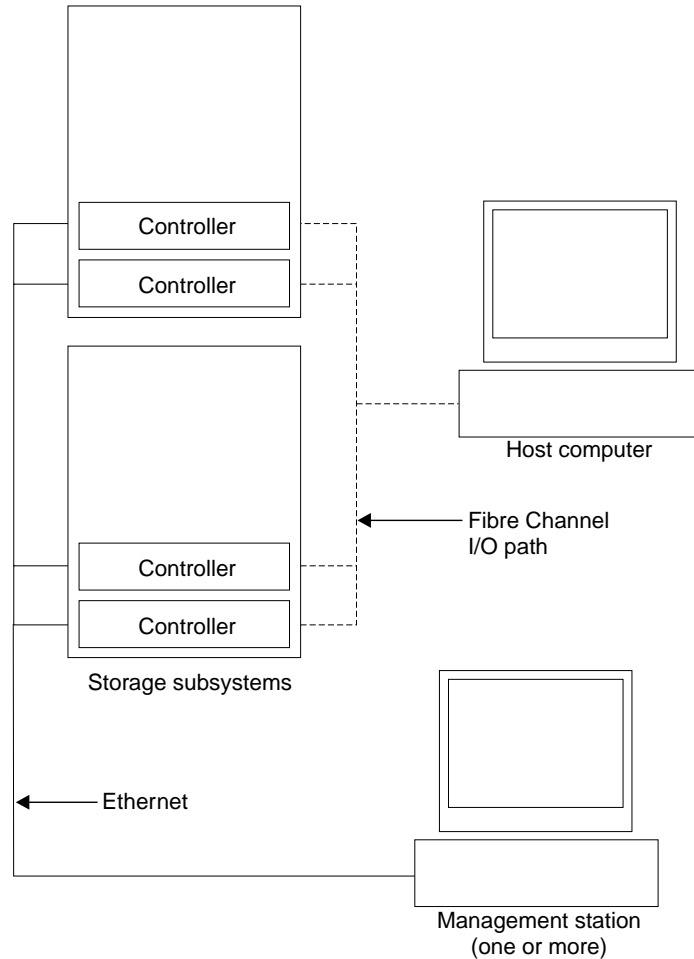 Controller
Controller
Host computer
Fibre Channel
I/O path
Controller
Controller
Storage subsystems
Ethernet
Management station
(one or more)